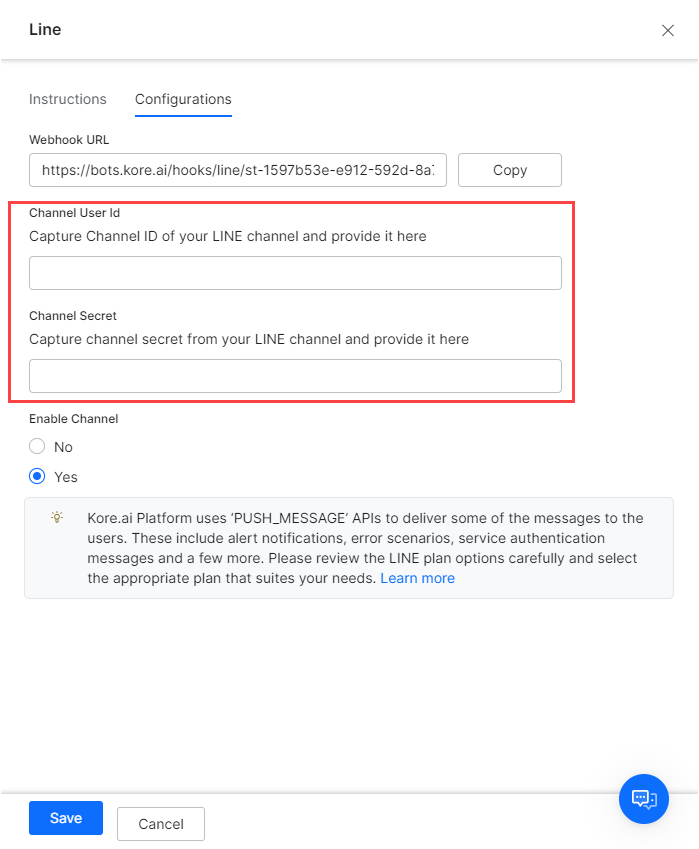 Line
Instructions Configurations
Webhook URL
https://bots.kore.ai/hooks/line/st-1597b53e-e912-592d-8a
Copy
Channel User Id
Capture Channel ID of your LINE channel and provide it here
Channel Secret
Capture channel secret from your LINE channel and provide it here
Enable Channel
No
Yes
Kore.ai Platform uses ‘PUSH_MESSAGE’ APIs to deliver some of the messages to the
users. These include alert notifications, error scenarios, service authentication
messages and a few more. Please review the LINE plan options carefully and select
the appropriate plan that suites your needs. Learn more
Save
Cancel